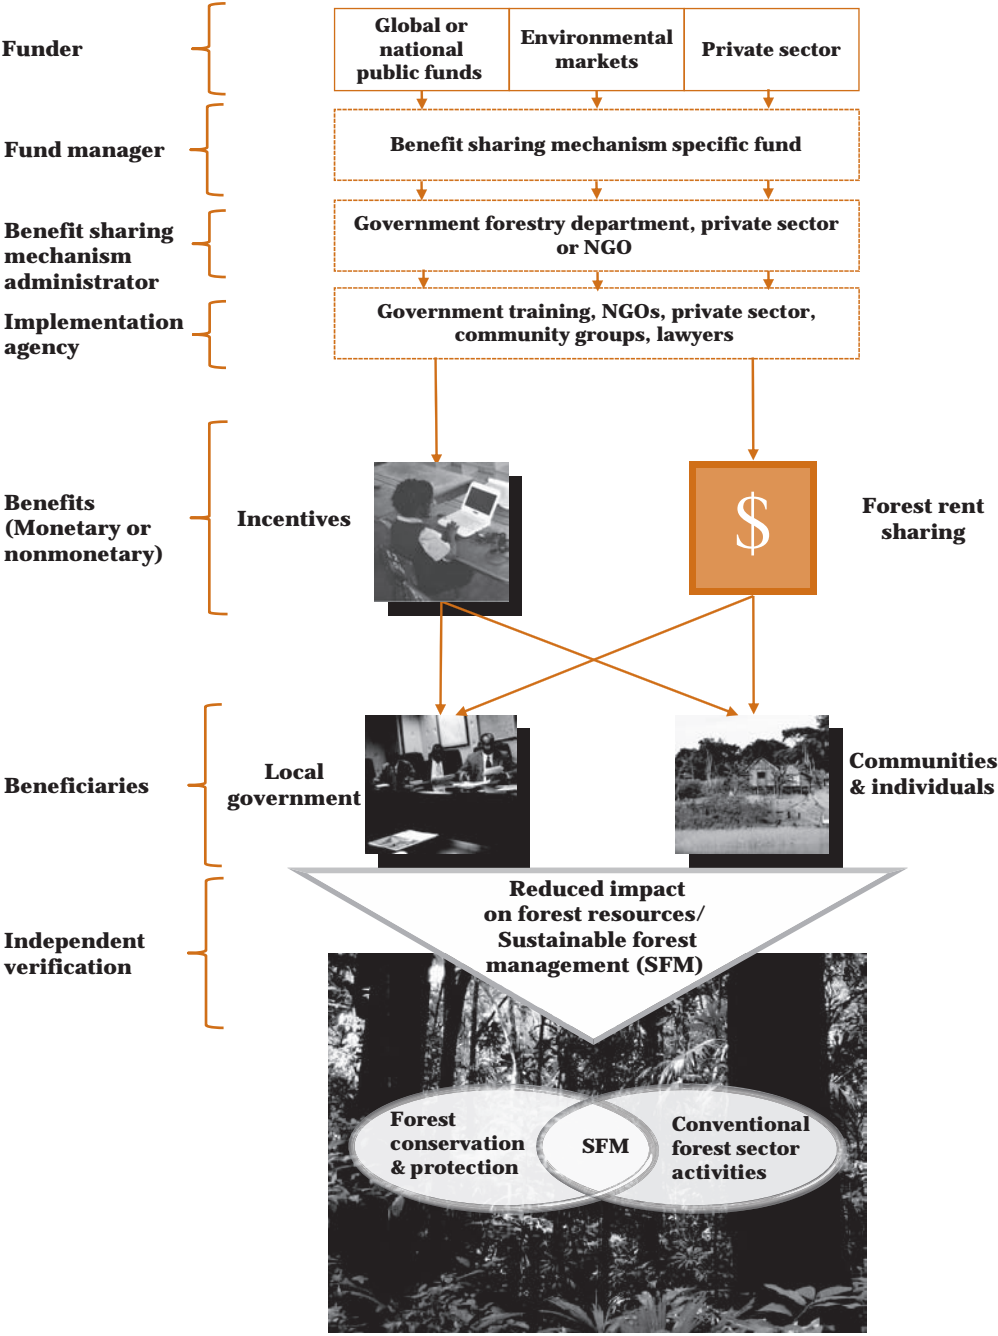 Funder
Global or
national
public funds
Environmental
markets
Private sector
Fund manager
Benefit sharing mechanism specific fund
Benefit sharing
mechanism
administrator
Government forestry department, private sector
or NGO
Implementation
agency
Government training, NGOs, private sector,
community groups, lawyers
Benefits
(Monetary or
nonmonetary)
Incentives
$
Forest rent
sharing
Beneficiaries
Local
government
Communities
& individuals
Independent
verification
Reduced impact
on forest resources/
Sustainable forest
management (SFM)
Forest
conservation
& protection
SFM
Conventional
forest sector
activities